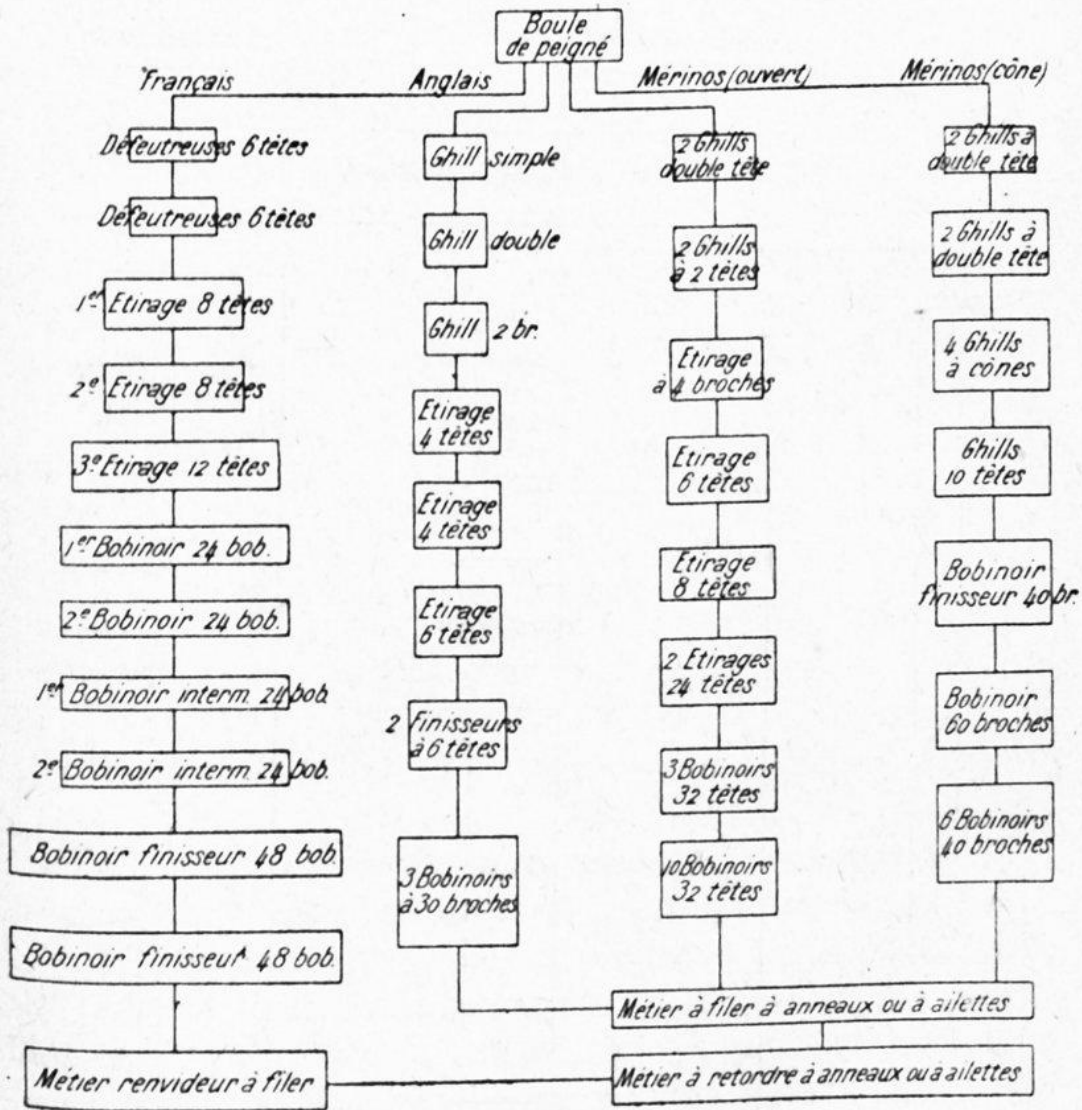 Boule
de peigné
Français
Défeutreuses 6 têtes
Défeutreuses 6 têtes
1er Etirage 8 têtes
2e Etirage 8 têtes
3e Etirage 12 têtes
1er Bobinoir 24 bob.
2e Bobinoir 24 bob.
1er Bobinoir interm. 24 bob.
2e Bobinoir interm. 24 bob.
Bobinoir finisseur 48 bob.
Bobinoir finisseur 48 bob.
Métier renvideur à filer
Anglais
Ghill simple
Ghill double
Ghill 2 br.
Etirage
4 têtes
Etirage
4 têtes
Etirage
6 têtes
2 Finisseurs
à 6 têtes
3 Bobinoirs
à 30 broches
Mérinos (ouvert)
2 Ghills
double tête
2 Ghills
à 2 têtes
Etirage
à 4 broches
Etirage
6 têtes
Etirage
8 têtes
2 Etirages
24 têtes
3 Bobinoirs
32 têtes
10 Bobinoirs
32 têtes
Mérinos (cône)
2 Ghills à
double tête
2 Ghills à
double tête
4 Ghills
à cônes
Ghills
10 têtes
Bobinoir
finisseur 40 br.
Bobinoir
60 broches
6 Bobinoirs
40 broches
Métier à filer à anneaux ou à ailettes
Métier à retordre à anneaux ou à ailettes